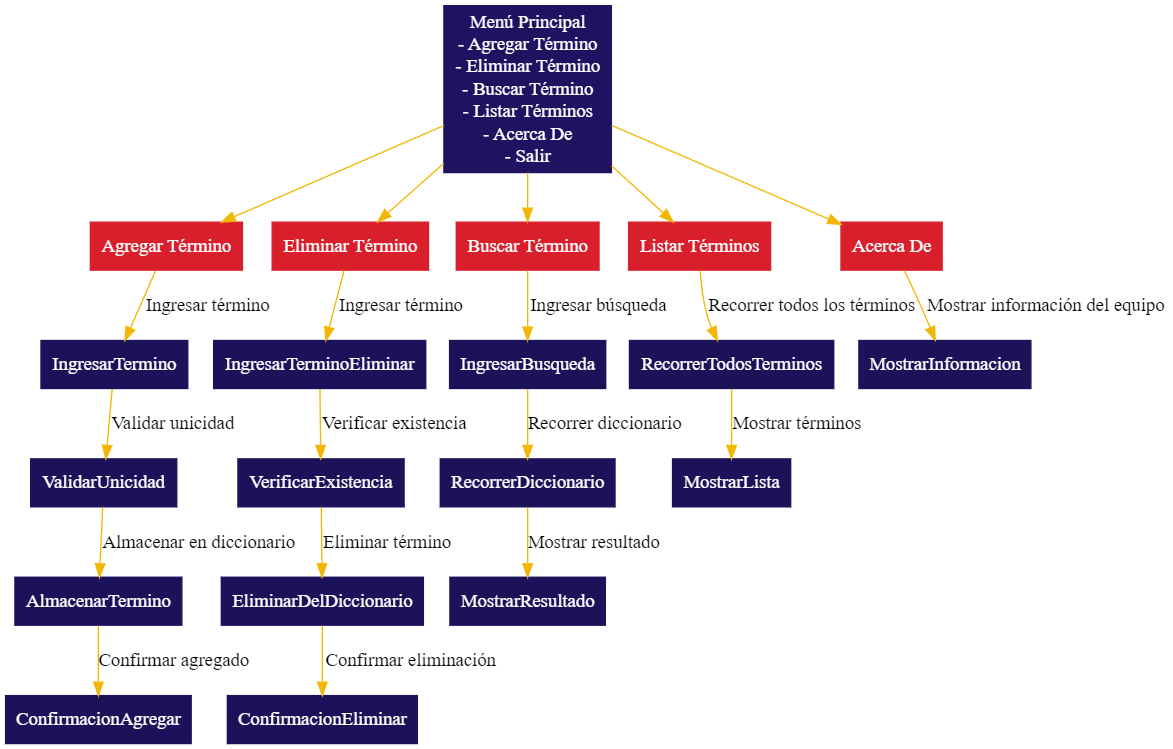 Menú Principal
- Agregar Término
- Eliminar Término
- Buscar Término
- Listar Términos
- Acerca De
- Salir
Agregar Término
Eliminar Término
Buscar Término
Listar Términos
Acerca De
Ingresar término
Ingresar término
Ingresar búsqueda
Recorrer todos los términos
Mostrar información del equipo
IngresarTermino
IngresarTerminoEliminar
IngresarBusqueda
RecorrerTodosTerminos
MostrarInformacion
Validar unicidad
Verificar existencia
Recorrer diccionario
Mostrar términos
ValidarUnicidad
VerificarExistencia
RecorrerDiccionario
MostrarLista
Almacenar en diccionario
Eliminar término
Mostrar resultado
AlmacenarTermino
EliminarDelDiccionario
MostrarResultado
Confirmar agregado
Confirmar eliminación
ConfirmacionAgregar
ConfirmacionEliminar